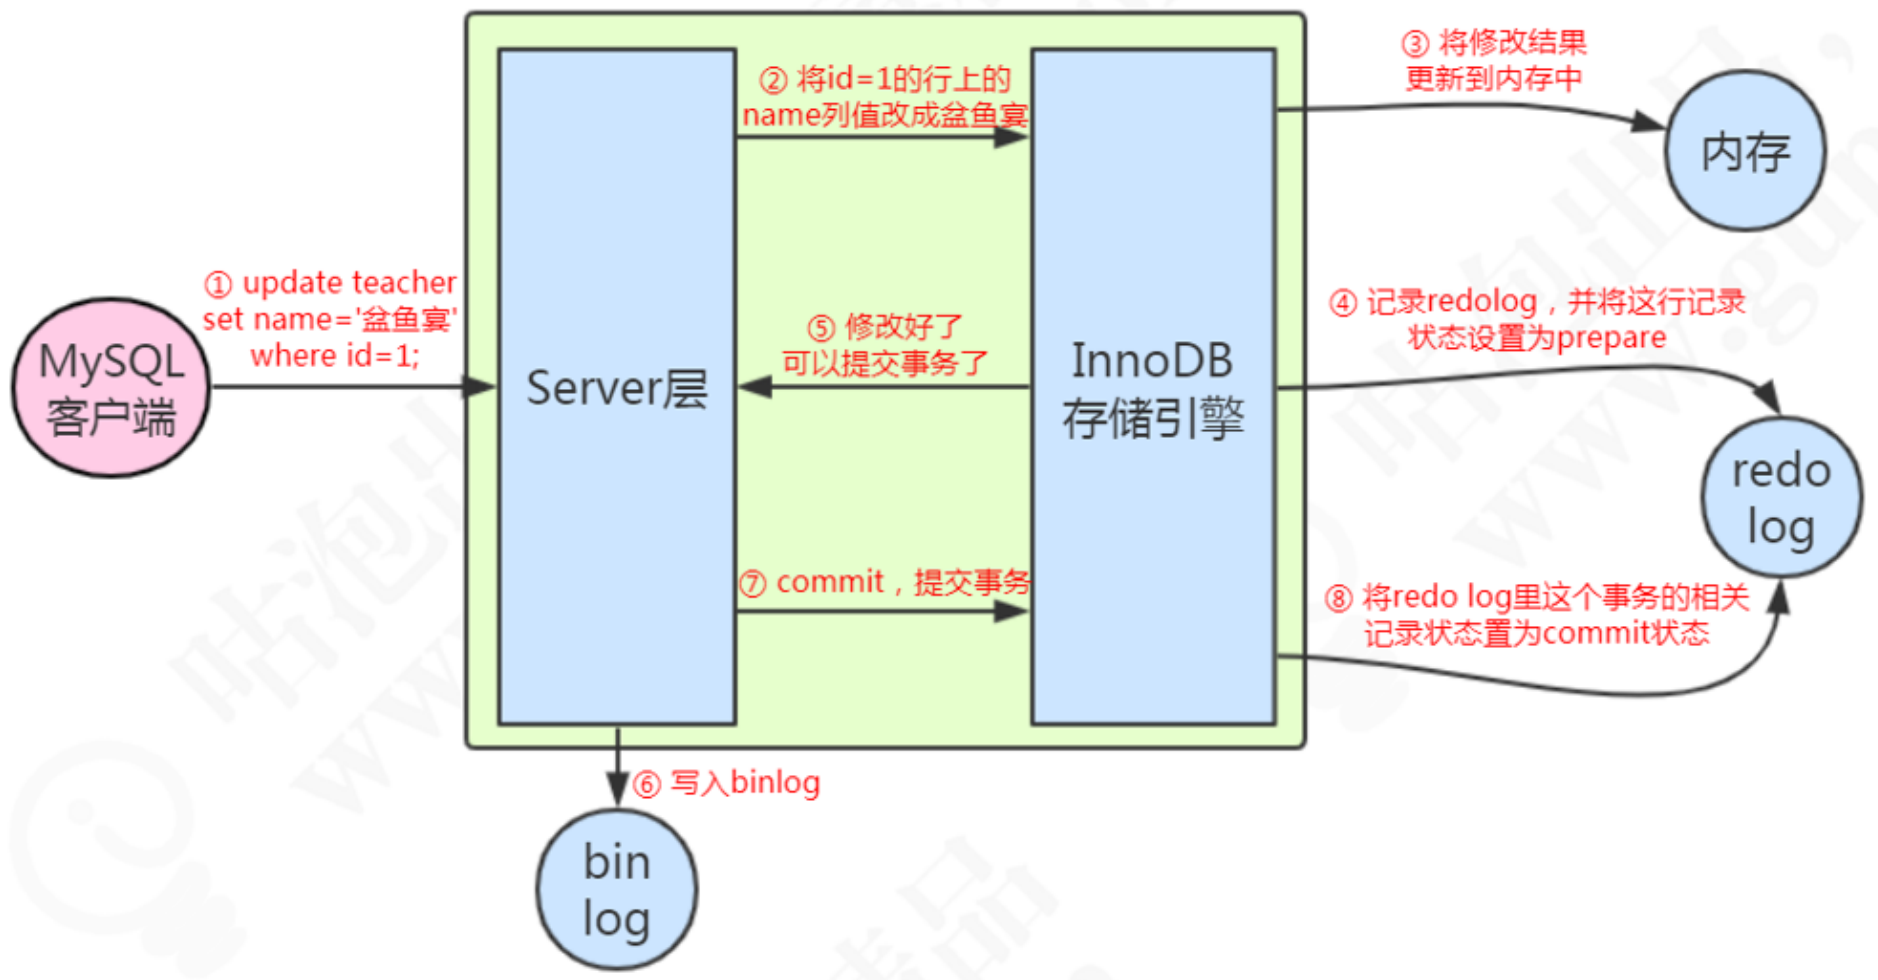 ① update teacher
set name='盆鱼宴'
where id=1;
MySQL
客户端
Server层
② 将id=1的行上的
name列值改成盆鱼宴
⑤ 修改好了
可以提交事务了
⑦ commit，提交事务
InnoDB
存储引擎
③ 将修改结果
更新到内存中
内存
④ 记录redolog，并将这行记录
状态设置为prepare
redo
log
⑧ 将redo log里这个事务的相关
记录状态置为commit状态
⑥ 写入binlog
bin
log